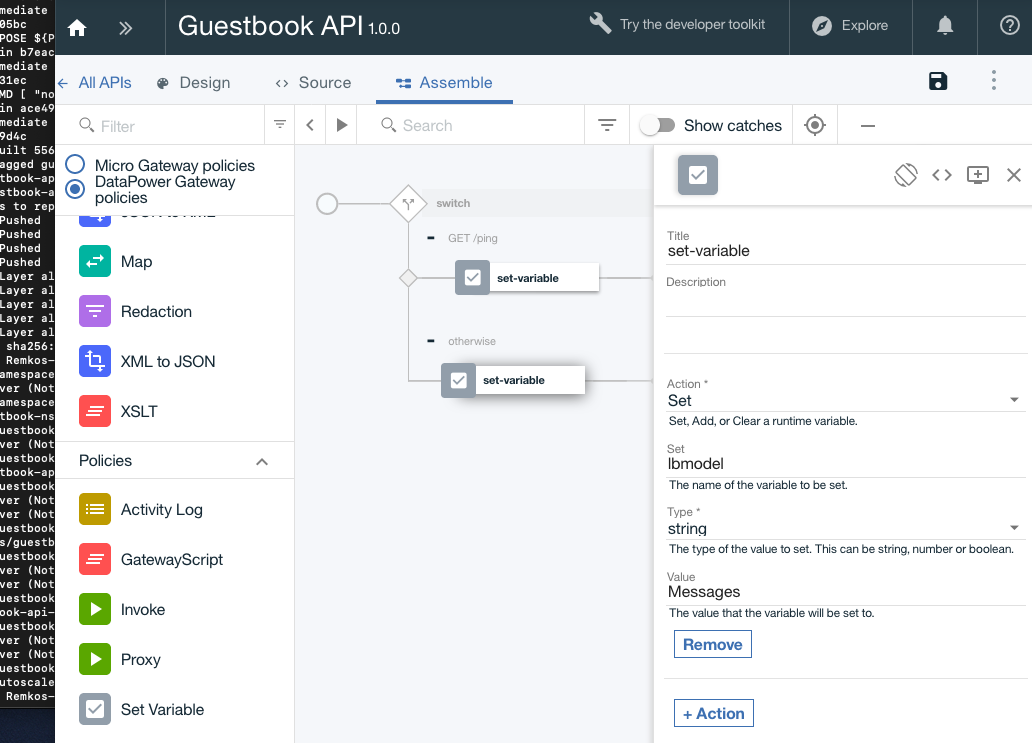 mediate
05bc
POSE ${P
in b7eac
mediate
31ec
MD [ "no
in ace49
mediate
9d4c
uilt 556
agged gu
tbook-ap
stbook-a
s to rep
Pushed
Pushed
Pushed
Pushed
Layer al
Layer al
Layer al
Layer al
Layer al
sha256:
Remkos-
amespace
ver (Not
tbook-ns
uestbook
ver (Not
uestbook
tbook-ap
uestbook
ver (Not
ver (Not
uestbook
s/guestb
uestbook
ver (Not
ver (Not
uestbook
ook-api-
uestbook
ver (Not
ver (Not
uestbook
utoscale
Remkos-
Guestbook API 1.0.0
Try the developer toolkit
Explore
All APIs
Design
Source
Assemble
Filter
Search
Show catches
Micro Gateway policies
DataPower Gateway
policies
JSON to XML
Map
Redaction
XML to JSON
XSLT
Policies
Activity Log
GatewayScript
Invoke
Proxy
Set Variable
switch
GET /ping
set-variable
otherwise
set-variable
Title
set-variable
Description
Action *
Set
Set, Add, or Clear a runtime variable.
Set
lbmodel
The name of the variable to be set.
Type *
string
The type of the value to set. This can be string, number or boolean.
Value
Messages
The value that the variable will be set to.
Remove
+ Action